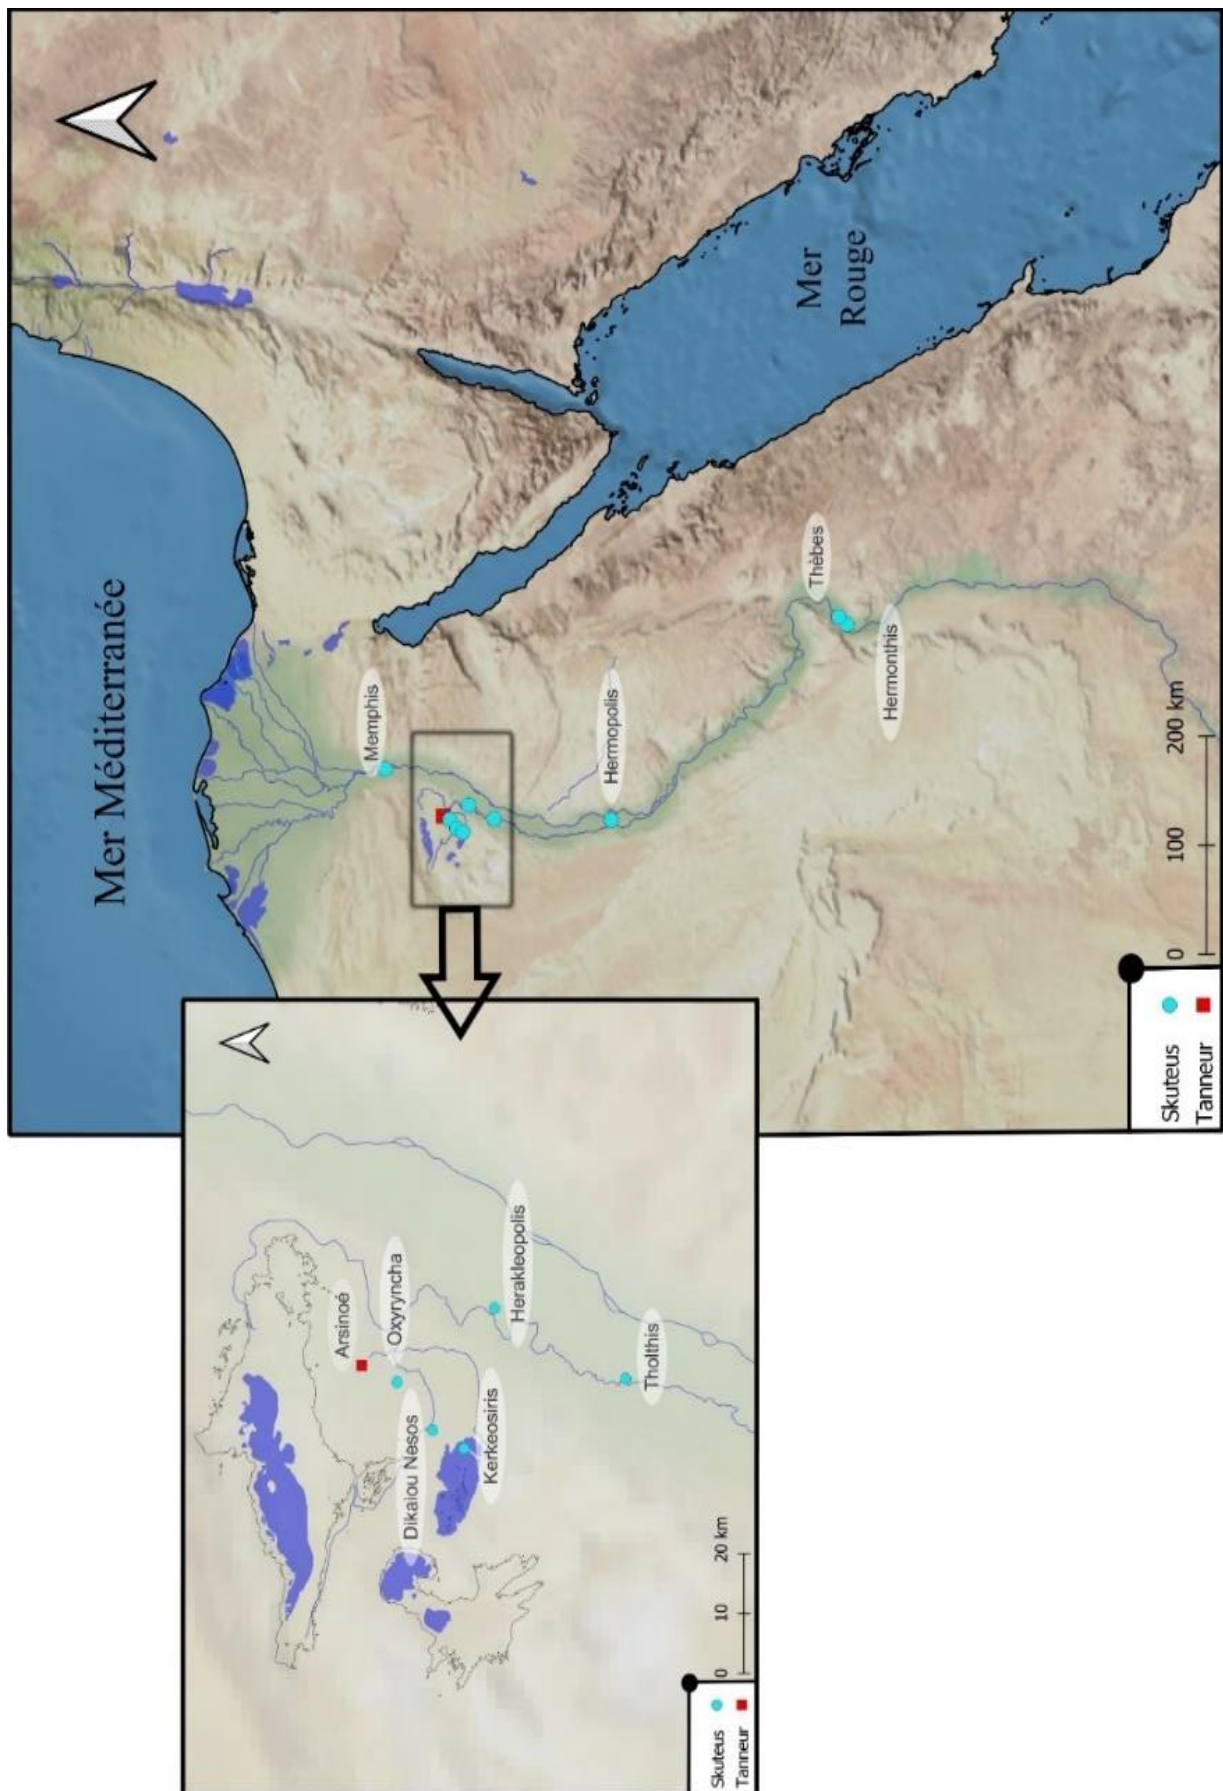 Mer Méditerranée
Mer
Rouge
Memphis
Hermopolis
Thèbes
Hermonthis
0 100 200 km
Skuteus
Tanneur
Arsinoé
Oxyryncha
Dikaiou Nesos
Herakleopolis
Kerkeosiris
Tholthis
0 10 20 km
Skuteus
Tanneur